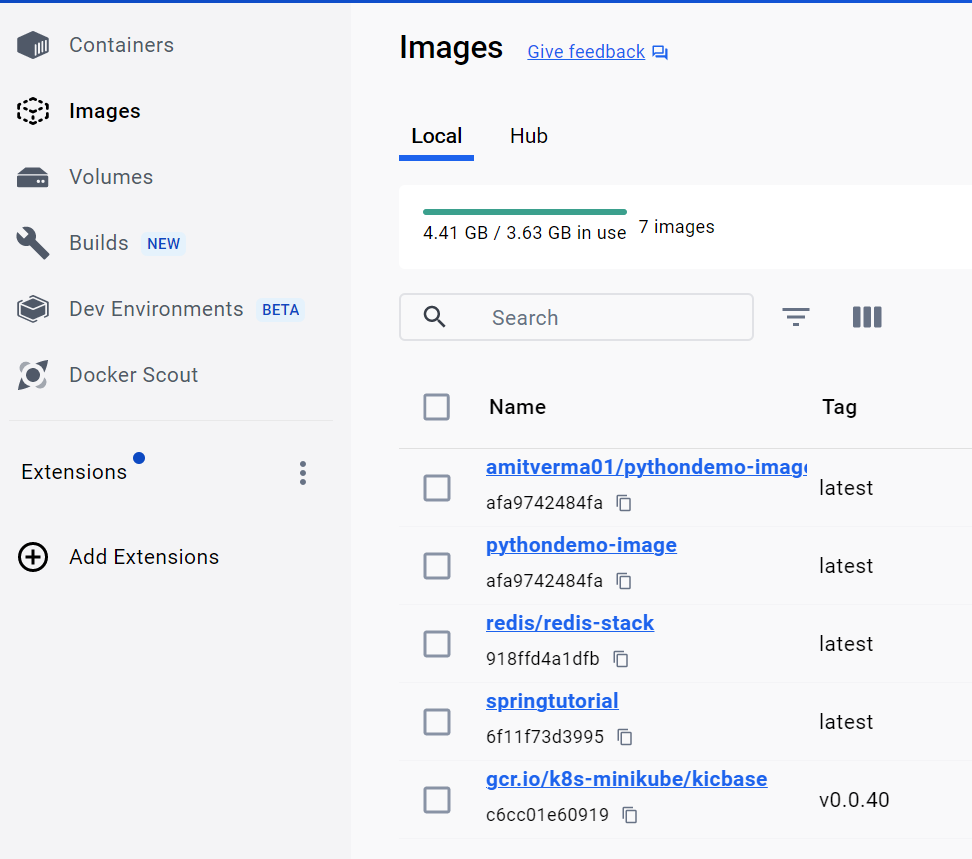 Containers
Images
Volumes
Builds NEW
Dev Environments BETA
Docker Scout
Extensions
Add Extensions
Images Give feedback
Local Hub
4.41 GB / 3.63 GB in use 7 images
Search
Name Tag
amitverma01/pythondemo-image latest
afa9742484fa
pythondemo-image latest
afa9742484fa
redis/redis-stack latest
918ffd4a1dfb
springtutorial latest
6f11f73d3995
gcr.io/k8s-minikube/kicbase v0.0.40
c6cc01e60919